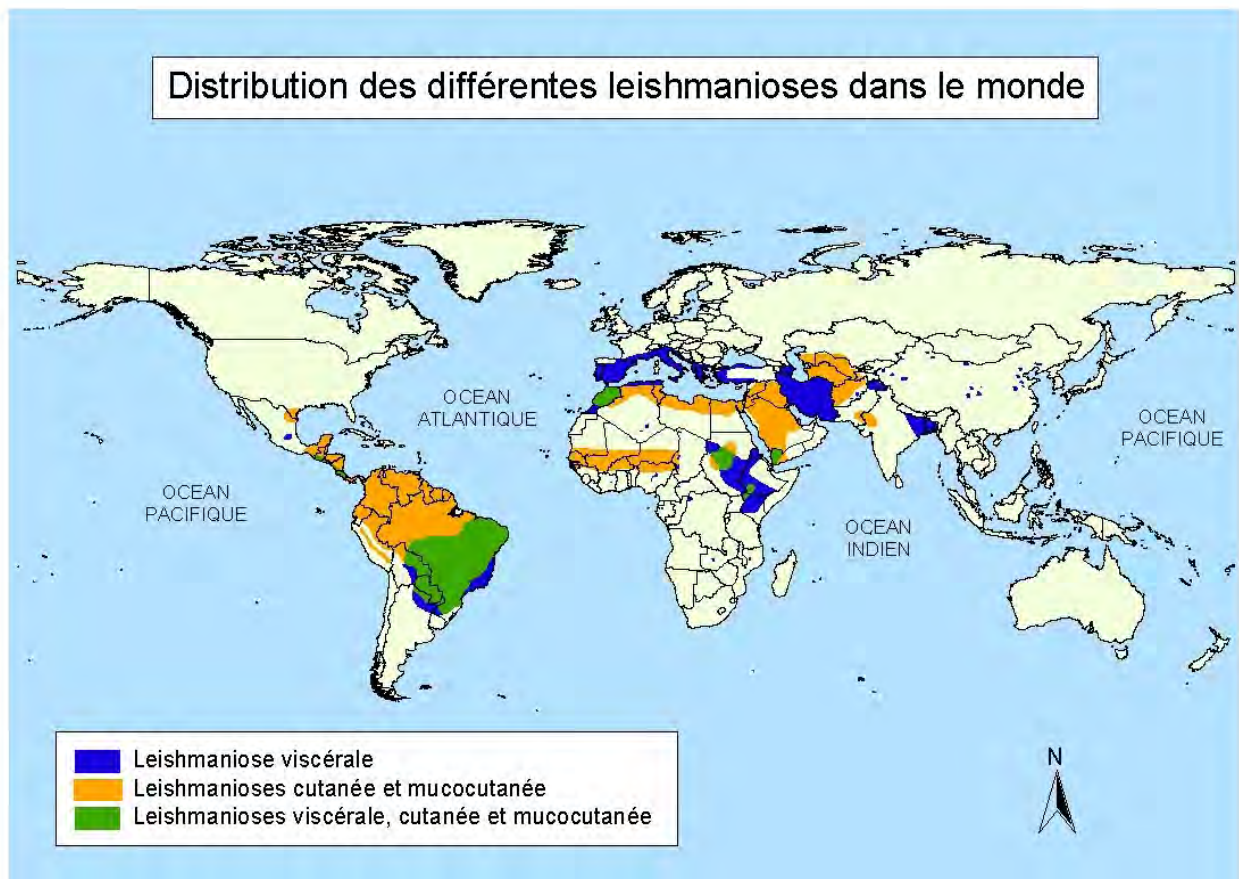 Distribution des différentes leishmanioses dans le monde
OCEAN
ATLANTIQUE
OCEAN
PACIFIQUE
OCEAN
PACIFIQUE
OCEAN
INDIEN
Leishmaniose viscérale
Leishmanioses cutanée et mucocutanée
Leishmanioses viscérale, cutanée et mucocutanée
N